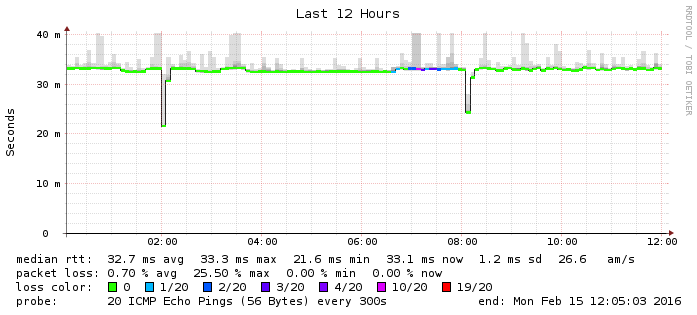 Last 12 Hours
RRDTOOL / TOBI OETIKER
Seconds
40 m
30 m
20 m
10 m
0
02:00 04:00 06:00 08:00 10:00 12:00
median rtt: 32.7 ms avg 33.3 ms max 21.6 ms min 33.1 ms now 1.2 ms sd 26.6 am/s
packet loss: 0.70 % avg 25.50 % max 0.00 % min 0.00 % now
loss color: 0 1/20 2/20 3/20 4/20 10/20 19/20
probe: 20 ICMP Echo Pings (56 Bytes) every 300s end: Mon Feb 15 12:05:03 2016